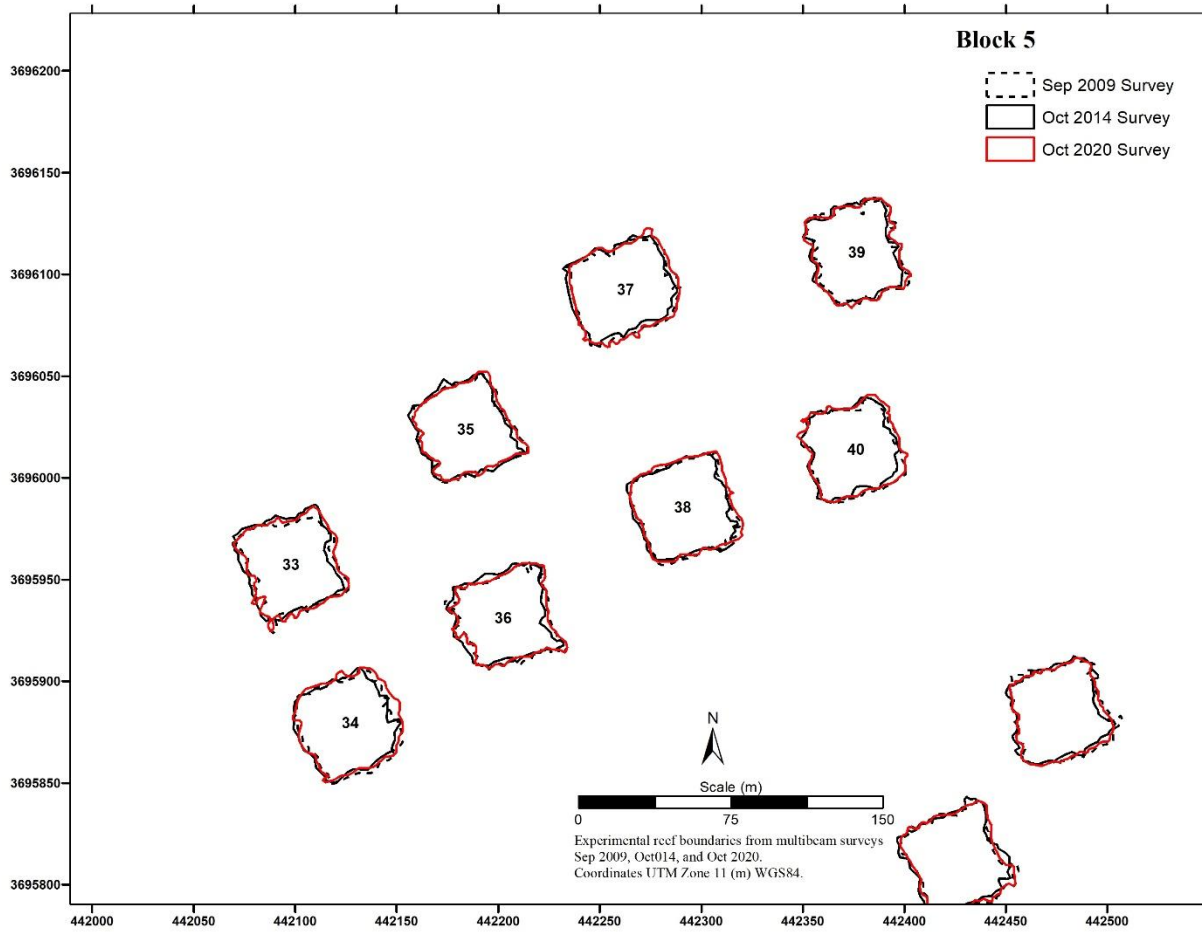 Block 5
Sep 2009 Survey
Oct 2014 Survey
Oct 2020 Survey
3696200
3696150
3696100
3696050
3696000
3695950
3695900
3695850
3695800
39
37
35
40
38
33
36
34
N
Scale (m)
0 75 150
Experimental reef boundaries from multibeam surveys
Sep 2009, Oct014, and Oct 2020.
Coordinates UTM Zone 11 (m) WGS84.
442000 442050 442100 442150 442200 442250 442300 442350 442400 442450 442500